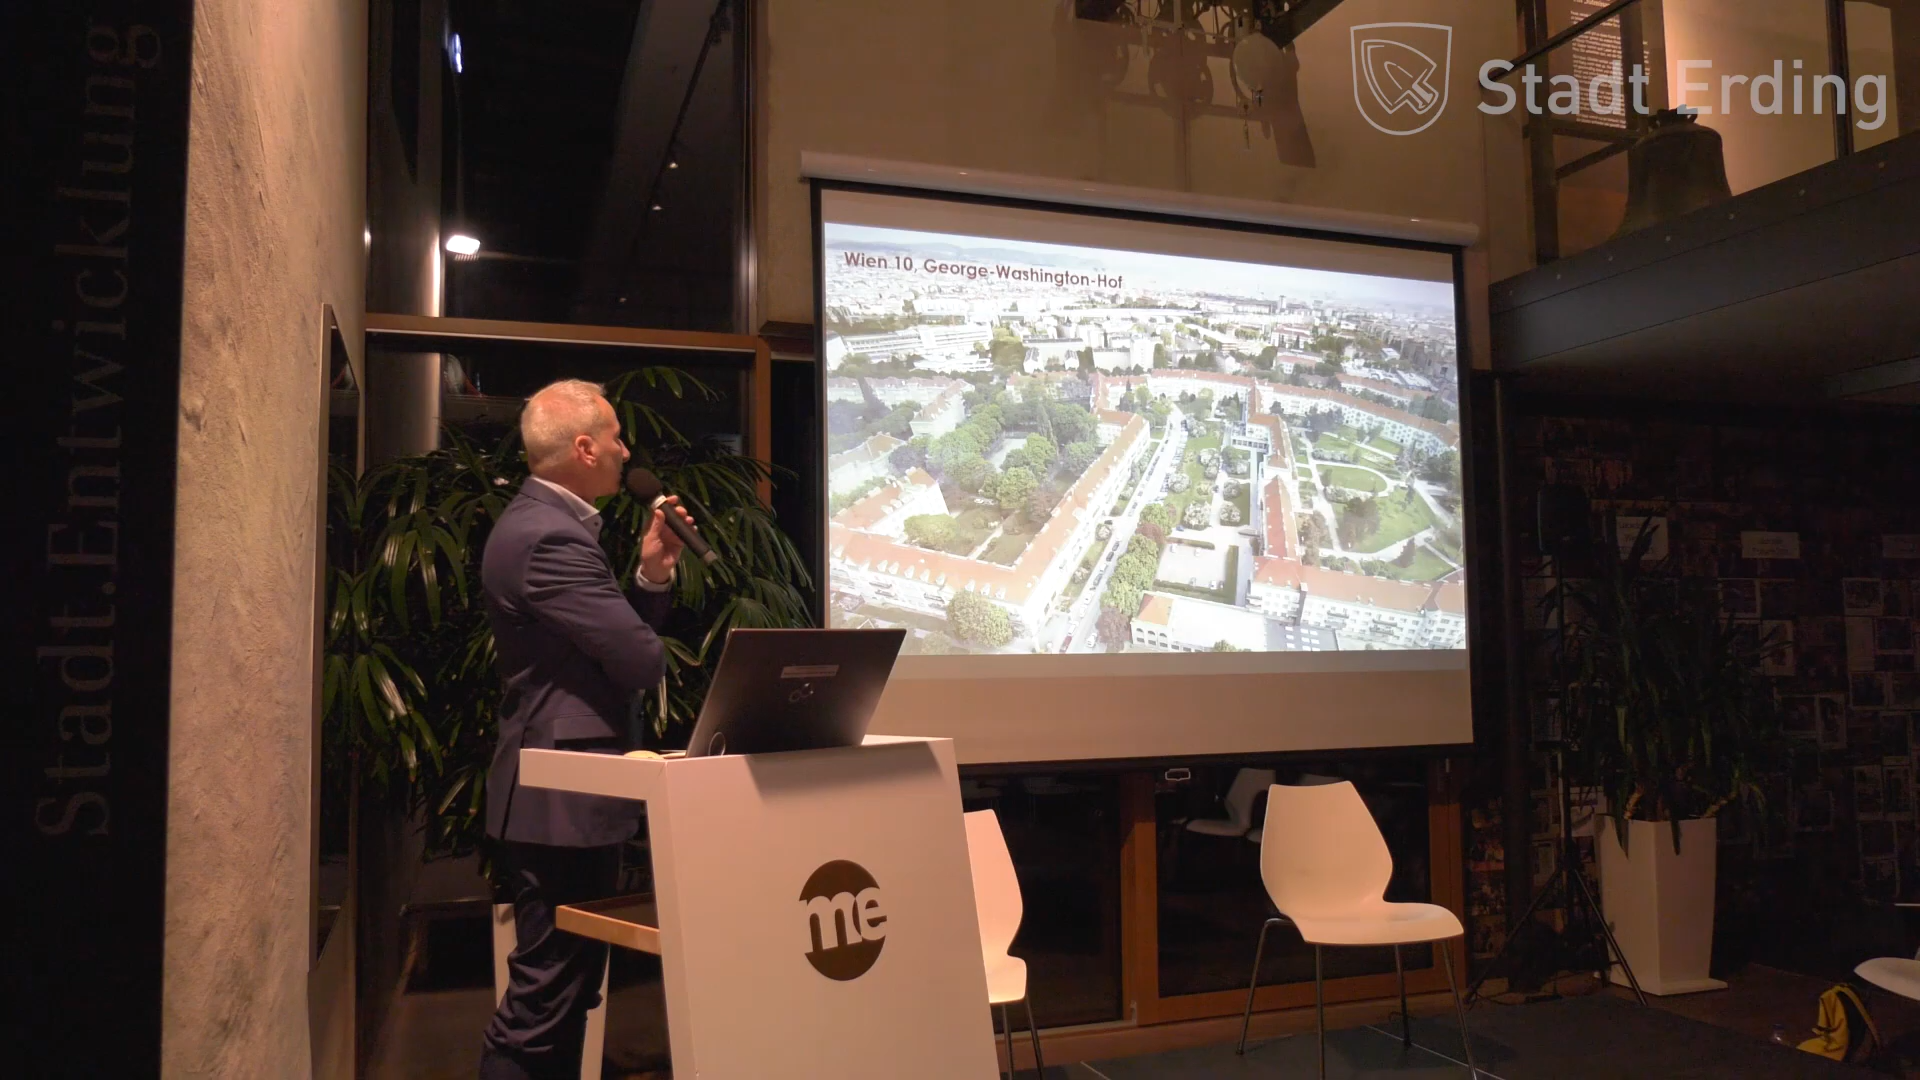 Stadt Erding
Stadt.Entwicklung
Wien 10, George-Washington-Hof
me